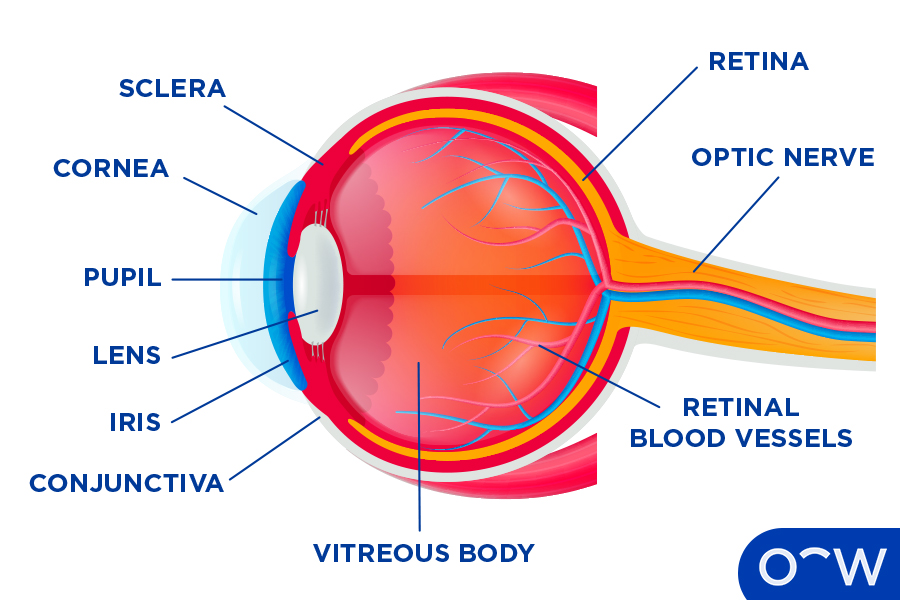 SCLERA
RETINA
CORNEA
OPTIC NERVE
PUPIL
LENS
IRIS
RETINAL
BLOOD VESSELS
CONJUNCTIVA
VITREOUS BODY